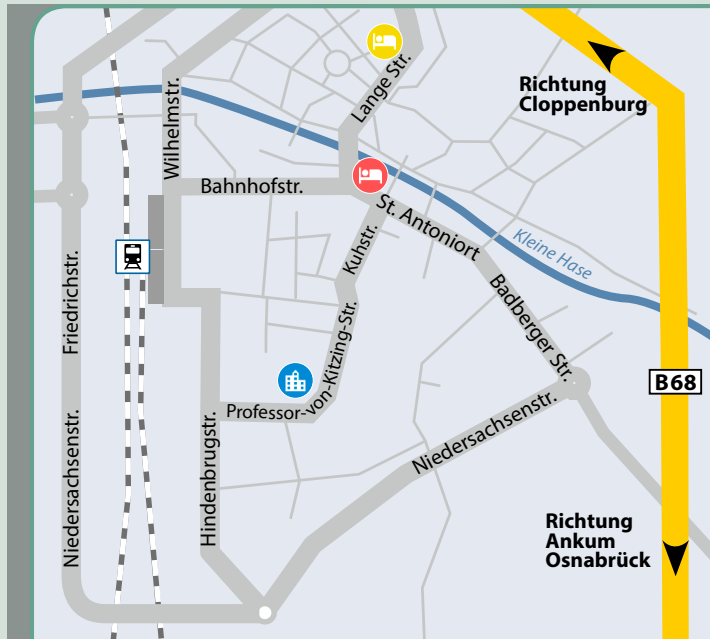 Richtung
Cloppenburg
Lange Str.
Wilhelmstr.
Bahnhofstr.
St. Antoniort
Kuhstr.
Kleine Hase
Friedrichstr.
Badberger Str.
Professor-von-Kitzing-Str.
B68
Niedersachsenstr.
Niedersachsenstr.
Hindenbrugstr.
Richtung
Ankum
Osnabrück